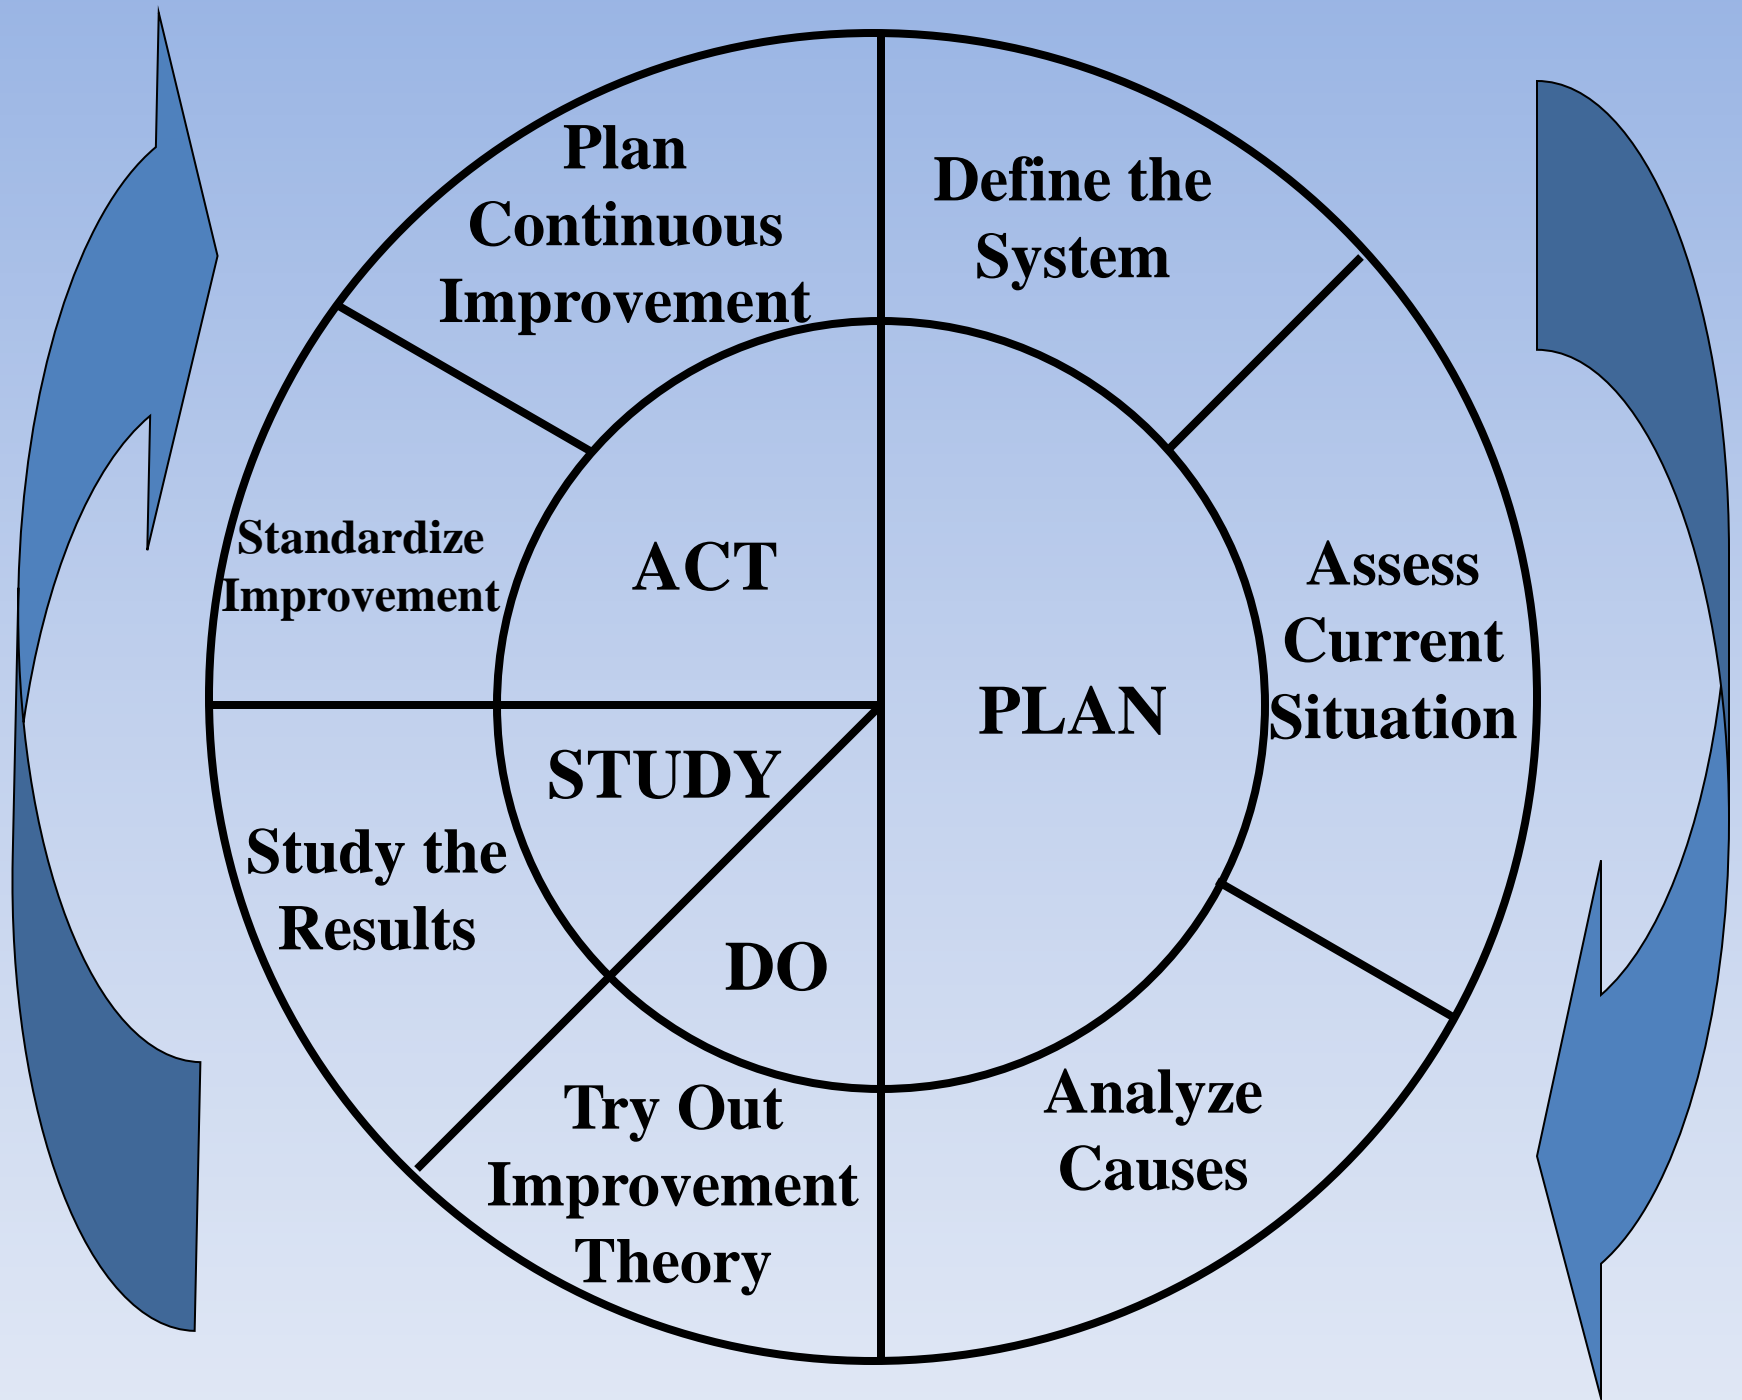 Plan
Continuous
Improvement
Define the
System
Standardize
Improvement
ACT
Assess
Current
Situation
PLAN
STUDY
Study the
Results
DO
Try Out
Improvement
Theory
Analyze
Causes